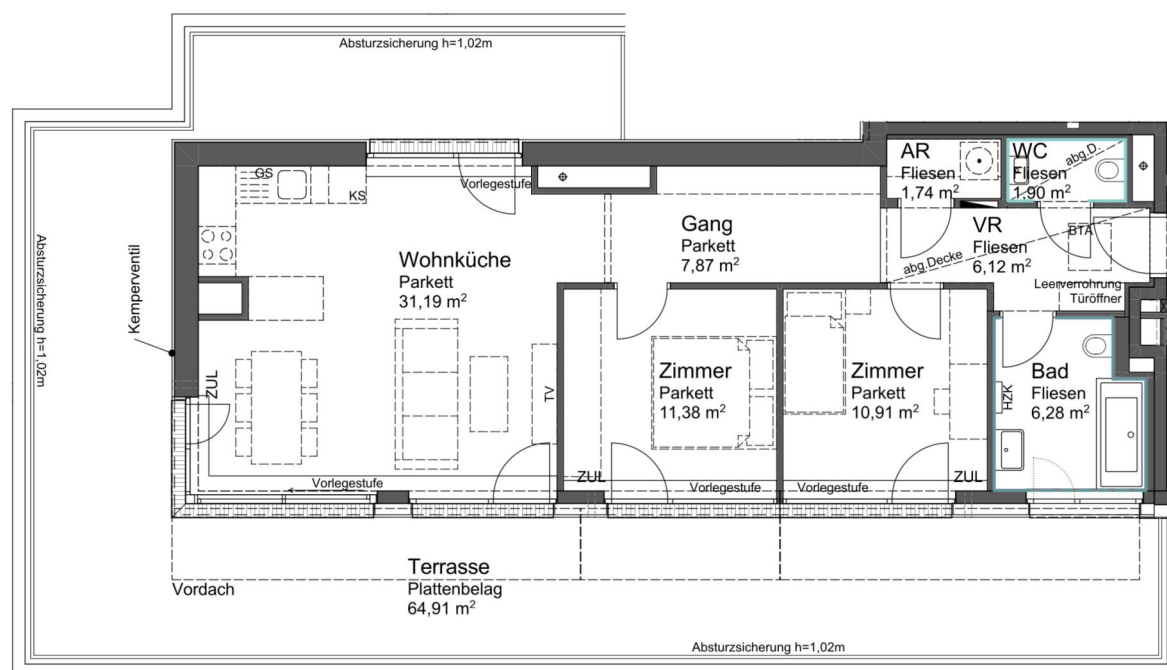 Absturzsicherung h=1,02m
AR
Fliesen
1,74 m²
WC
Fliesen
1,90 m²
abg.D.
GS
KS
Vorlegestufe
Gang
Parkett
7,87 m²
VR
Fliesen
6,12 m²
BTA
abg.Decke
Leerverrohrung
Türöffner
Wohnküche
Parkett
31,19 m²
Absturzsicherung h=1,02m
Kemperventil
ZUL
TV
Zimmer
Parkett
11,38 m²
Zimmer
Parkett
10,91 m²
Bad
Fliesen
6,28 m²
HZK
Vorlegestufe
ZUL
Vorlegestufe
Vorlegestufe
ZUL
Vordach
Terrasse
Plattenbelag
64,91 m²
Absturzsicherung h=1,02m